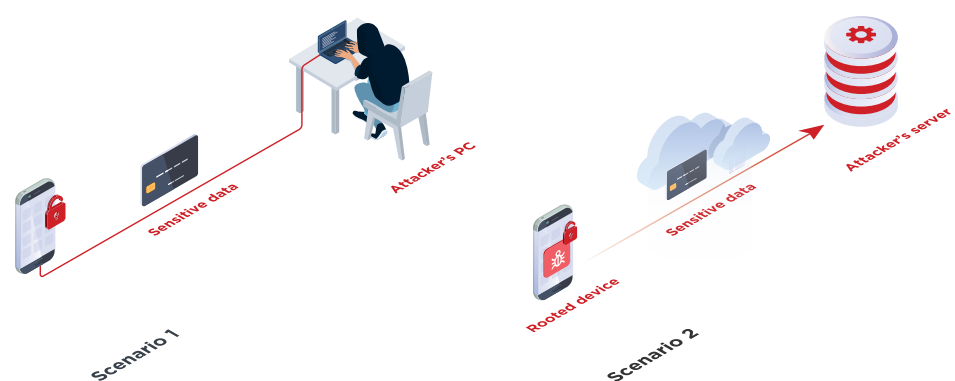 Attacker's PC
Sensitive data
Scenario 1
Attacker's server
Sensitive data
Rooted device
Scenario 2